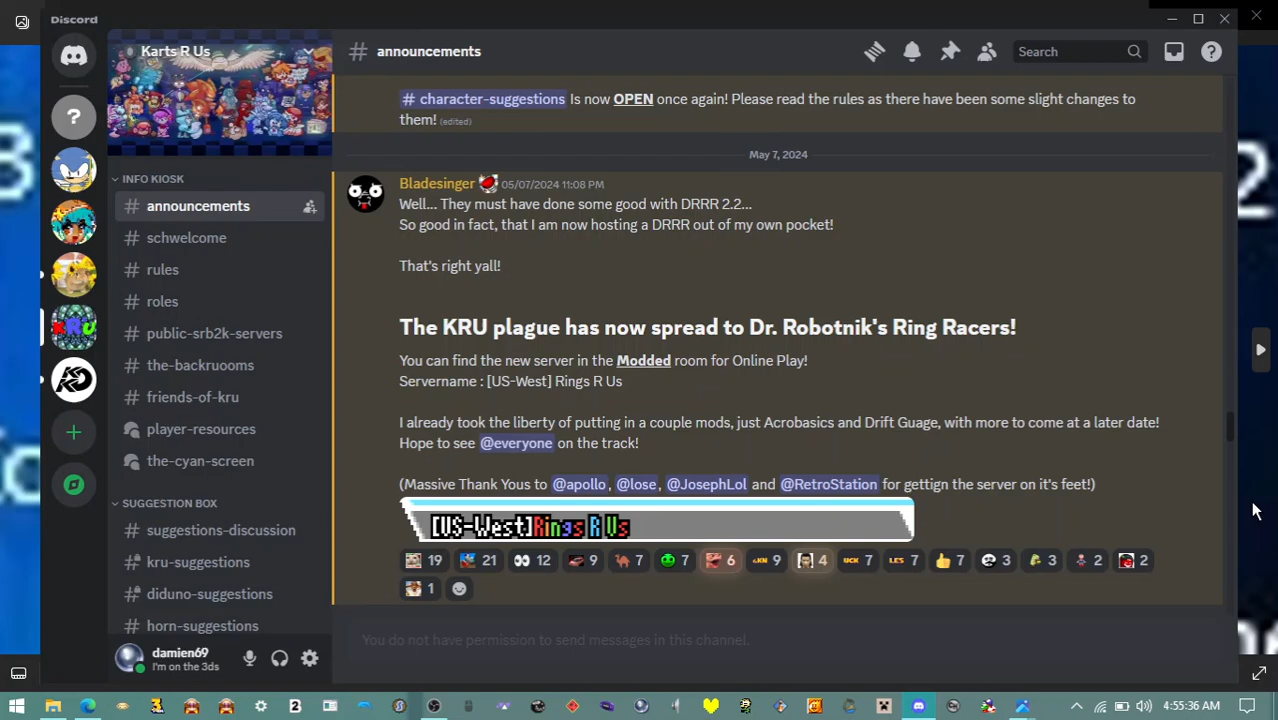 Discord
Karts R Us
INFO KIOSK
announcements
schwelcome
rules
roles
public-srb2k-servers
the-backruooms
friends-of-kru
player-resources
the-cyan-screen
SUGGESTION BOX
suggestions-discussion
kru-suggestions
diduno-suggestions
horn-suggestions
damien69
I'm on the 3ds
# announcements
Search
# character-suggestions Is now OPEN once again! Please read the rules as there have been some slight changes to
them! (edited)
May 7, 2024
Bladesinger 05/07/2024 11:08 PM
Well... They must have done some good with DRRR 2.2...
So good in fact, that I am now hosting a DRRR out of my own pocket!
That's right yall!
The KRU plague has now spread to Dr. Robotnik's Ring Racers!
You can find the new server in the Modded room for Online Play!
Servername : [US-West] Rings R Us
I already took the liberty of putting in a couple mods, just Acrobasics and Drift Guage, with more to come at a later date!
Hope to see @everyone on the track!
(Massive Thank Yous to @apollo, @lose, @JosephLol and @RetroStation for gettign the server on it's feet!)
[US-West]Rings R Us
19 21 12 9 7 7 6 9 4 7 7 7 3 3 2 2
1
You do not have permission to send messages in this channel.
KRU
4:55:36 AM